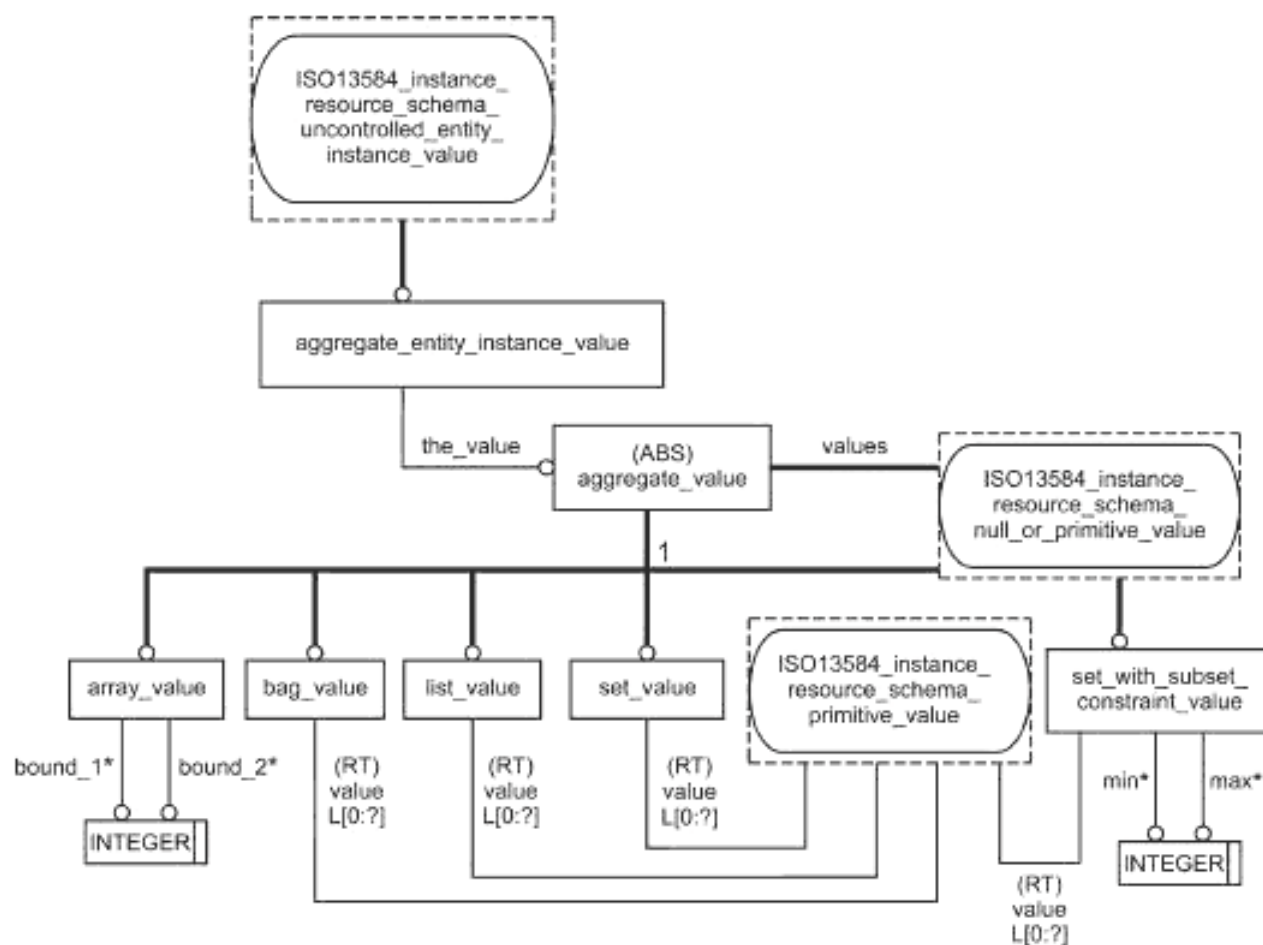 ISO13584_instance_
resource_schema_
uncontrolled_entity_
instance_value
aggregate_entity_instance_value
the_value
(ABS)
aggregate_value
values
ISO13584_instance_
resource_schema_
null_or_primitive_value
1
array_value
bag_value
list_value
set_value
ISO13584_instance_
resource_schema_
primitive_value
set_with_subset_
constraint_value
bound_1*
bound_2*
INTEGER
(RT)
value
L[0:?]
(RT)
value
L[0:?]
(RT)
value
L[0:?]
min*
max*
INTEGER
(RT)
value
L[0:?]